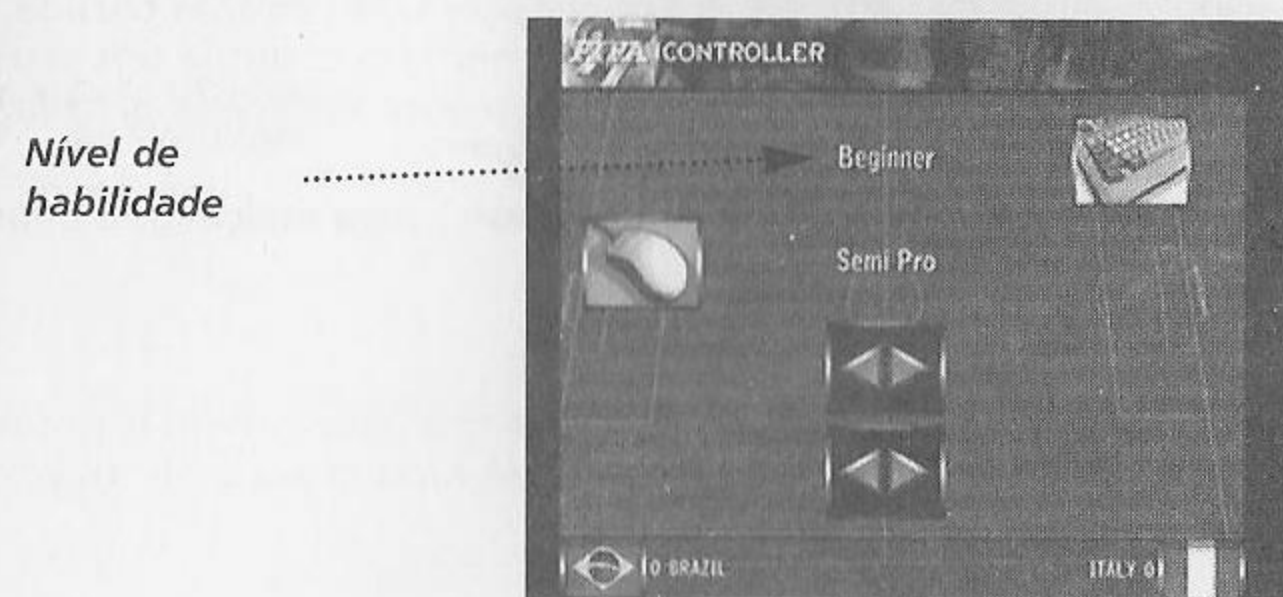 FIFA CONTROLLER
Nível de
habilidade
Beginner
Semi Pro
0 BRAZIL
ITALY 0